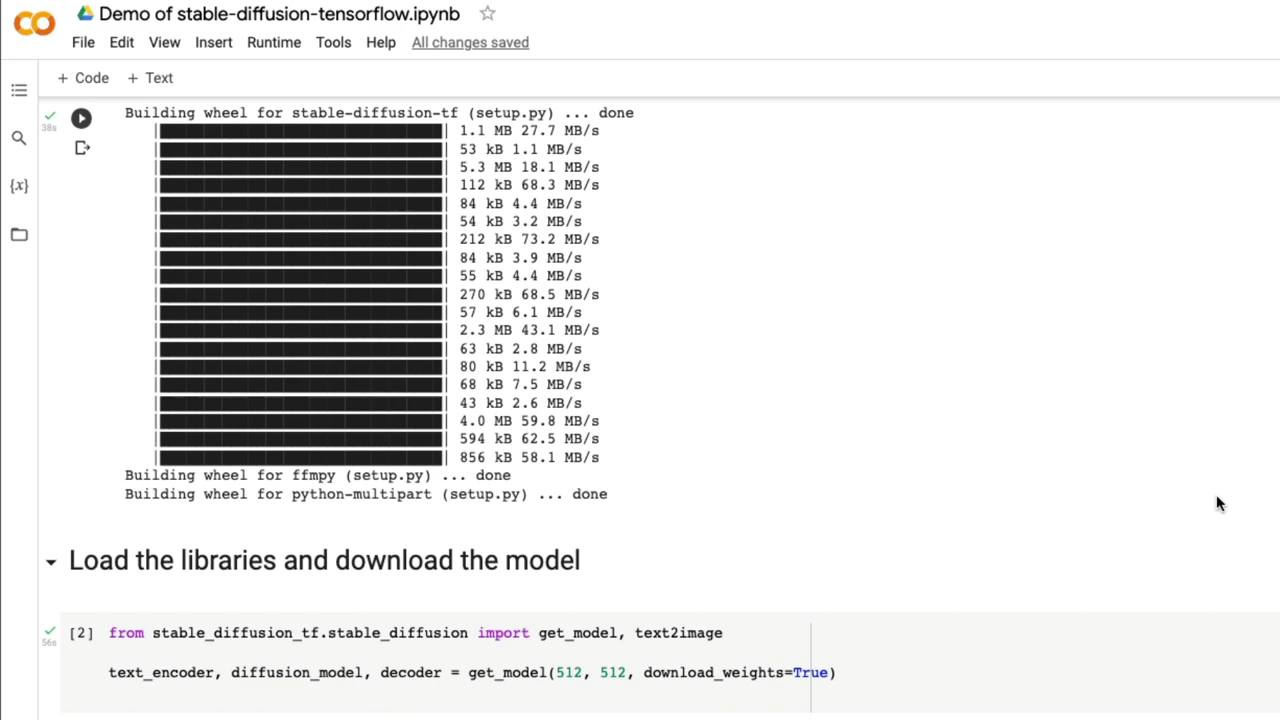 Demo of stable-diffusion-tensorflow.ipynb
File Edit View Insert Runtime Tools Help All changes saved
+ Code + Text
Building wheel for stable-diffusion-tf (setup.py) ... done
38s
| 1.1 MB 27.7 MB/s
| 53 kB 1.1 MB/s
| 5.3 MB 18.1 MB/s
| 112 kB 68.3 MB/s
| 84 kB 4.4 MB/s
| 54 kB 3.2 MB/s
| 212 kB 73.2 MB/s
| 84 kB 3.9 MB/s
| 55 kB 4.4 MB/s
| 270 kB 68.5 MB/s
| 57 kB 6.1 MB/s
| 2.3 MB 43.1 MB/s
| 63 kB 2.8 MB/s
| 80 kB 11.2 MB/s
| 68 kB 7.5 MB/s
| 43 kB 2.6 MB/s
| 4.0 MB 59.8 MB/s
| 594 kB 62.5 MB/s
| 856 kB 58.1 MB/s
Building wheel for ffmpy (setup.py) ... done
Building wheel for python-multipart (setup.py) ... done
Load the libraries and download the model
[2] from stable_diffusion_tf.stable_diffusion import get_model, text2image
56s
text_encoder, diffusion_model, decoder = get_model(512, 512, download_weights=True)